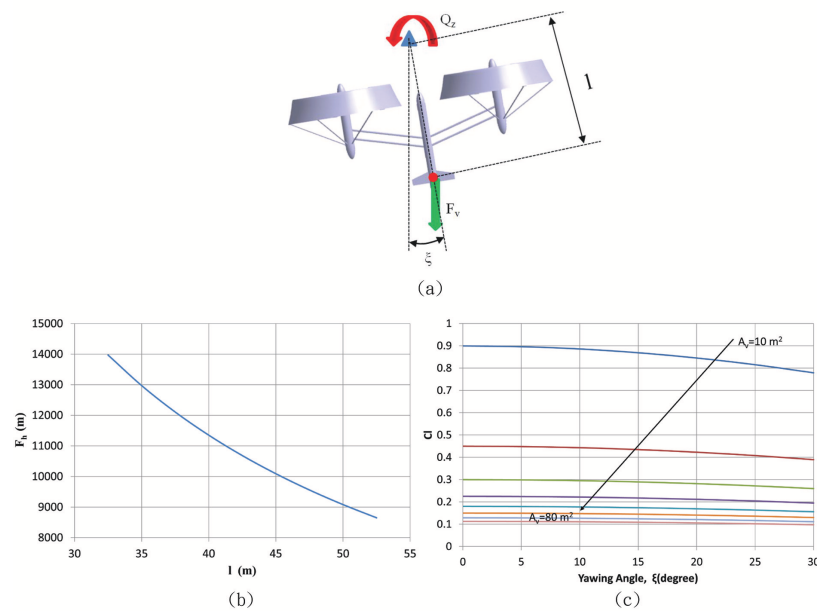 Q_z
l
F_v
ξ
(a)
15000
14000
13000
12000
11000
10000
9000
8000
F_h (m)
30 35 40 45 50 55
l (m)
(b)
1
0.9
0.8
0.7
0.6
0.5
0.4
0.3
0.2
0.1
0
Cl
A_v=10 m²
A_v=80 m²
0 5 10 15 20 25 30
Yawing Angle, ξ(degree)
(c)